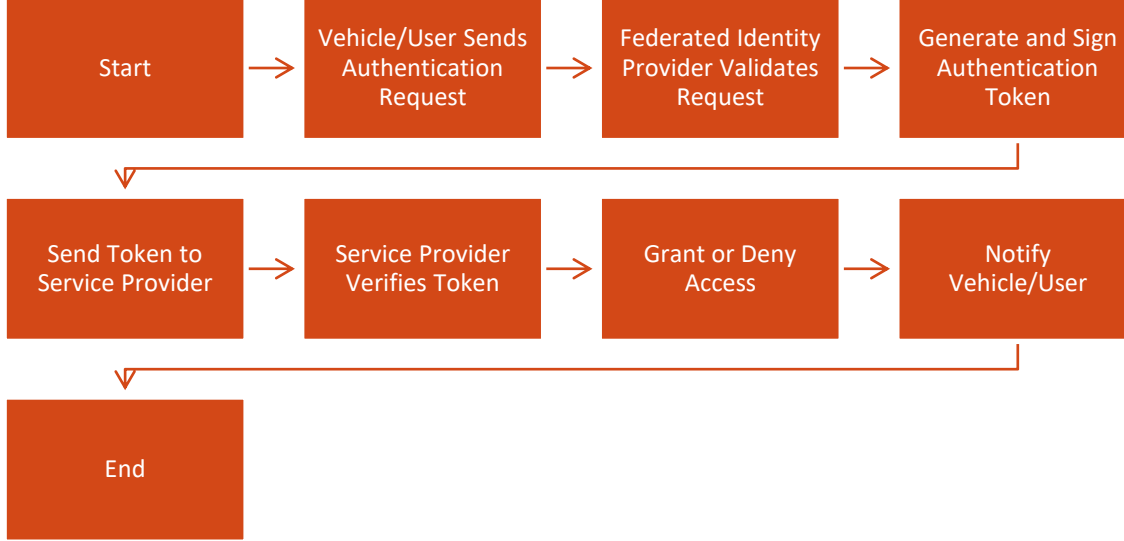 Start
Vehicle/User Sends
Authentication
Request
Federated Identity
Provider Validates
Request
Generate and Sign
Authentication
Token
Send Token to
Service Provider
Service Provider
Verifies Token
Grant or Deny
Access
Notify
Vehicle/User
End